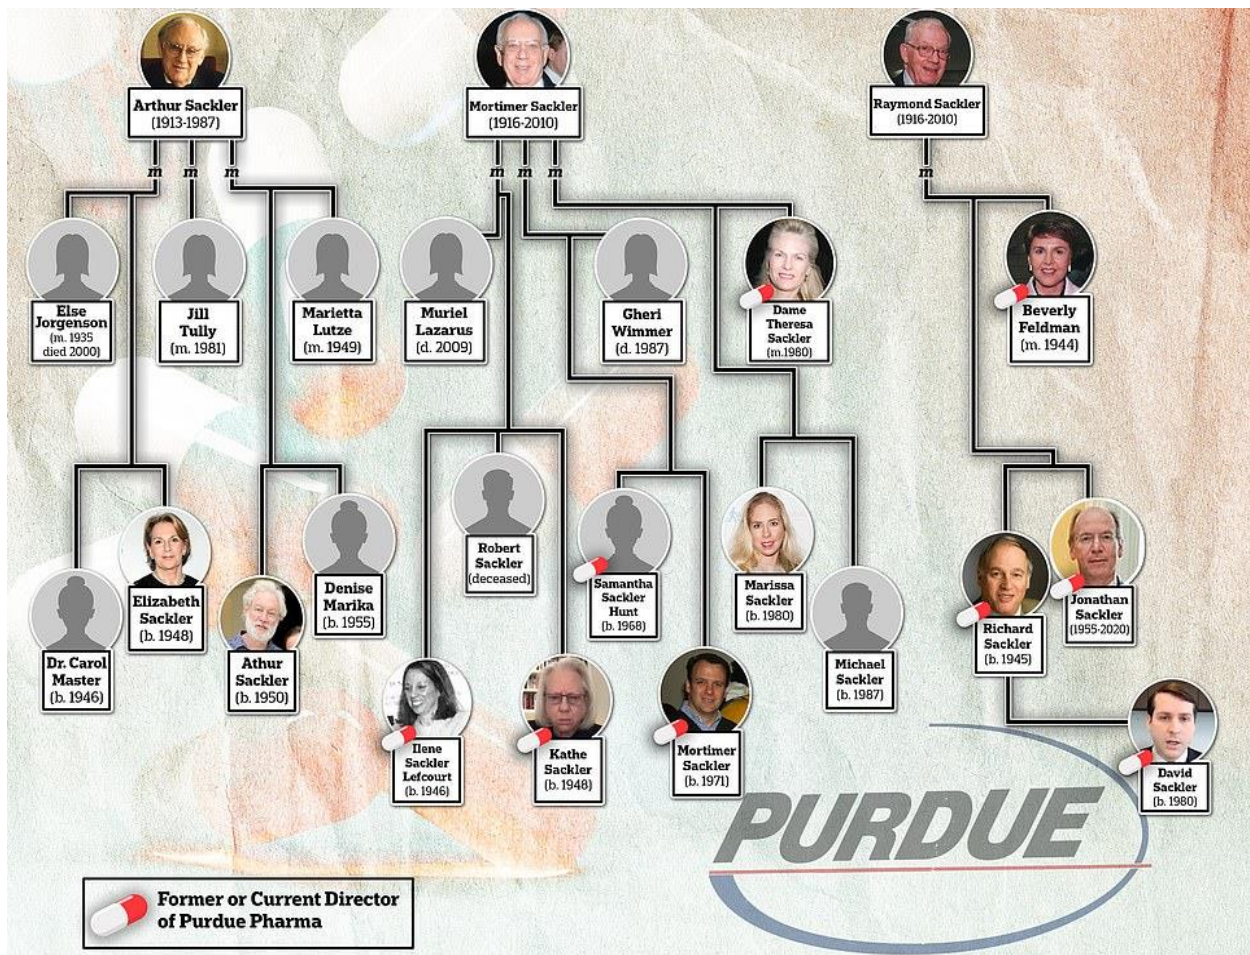 Arthur Sackler
(1913-1987)
Mortimer Sackler
(1916-2010)
Raymond Sackler
(1916-2010)
m
m
m
m
m
m
m
Else
Jorgenson
(m. 1935
died 2000)
Jill
Tully
(m. 1981)
Marietta
Lutze
(m. 1949)
Muriel
Lazarus
(d. 2009)
Gheri
Wimmer
(d. 1987)
Dame
Theresa
Sackler
(m.1980)
Beverly
Feldman
(m. 1944)
Dr. Carol
Master
(b. 1946)
Elizabeth
Sackler
(b. 1948)
Athur
Sackler
(b. 1950)
Denise
Marika
(b. 1955)
Ilene
Sackler
Lefcourt
(b. 1946)
Robert
Sackler
(deceased)
Kathe
Sackler
(b. 1948)
Samantha
Sackler
Hunt
(b. 1968)
Mortimer
Sackler
(b. 1971)
Marissa
Sackler
(b. 1980)
Michael
Sackler
(b. 1987)
Richard
Sackler
(b. 1945)
Jonathan
Sackler
(1955-2020)
David
Sackler
(b. 1980)
PURDUE
Former or Current Director
of Purdue Pharma